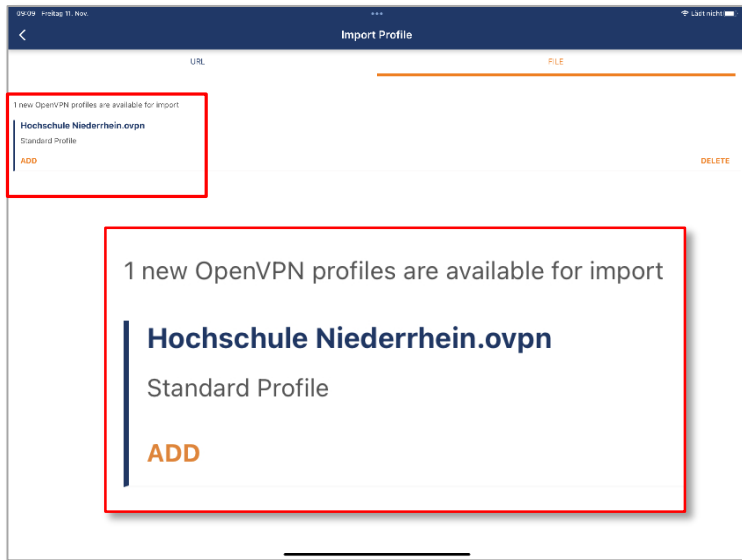 09:09 Freitag 11. Nov.
Lädt nicht
Import Profile
URL
FILE
1 new OpenVPN profiles are available for import
Hochschule Niederrhein.ovpn
Standard Profile
ADD
DELETE
1 new OpenVPN profiles are available for import
Hochschule Niederrhein.ovpn
Standard Profile
ADD